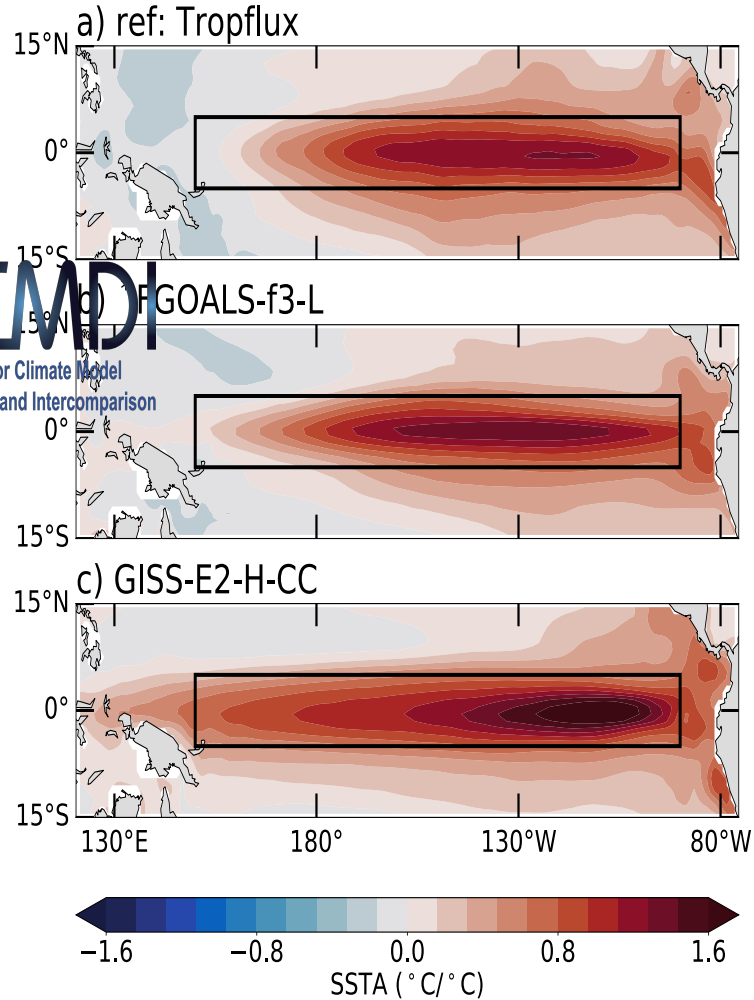 a) ref: Tropflux
15°N
0°
15°S
b) FGOALS-f3-L
15°N
MDI
or Climate Model
and Intercomparison
0°
15°S
c) GISS-E2-H-CC
15°N
0°
15°S
130°E 180° 130°W 80°W
−1.6 −0.8 0.0 0.8 1.6
SSTA (°C/°C)